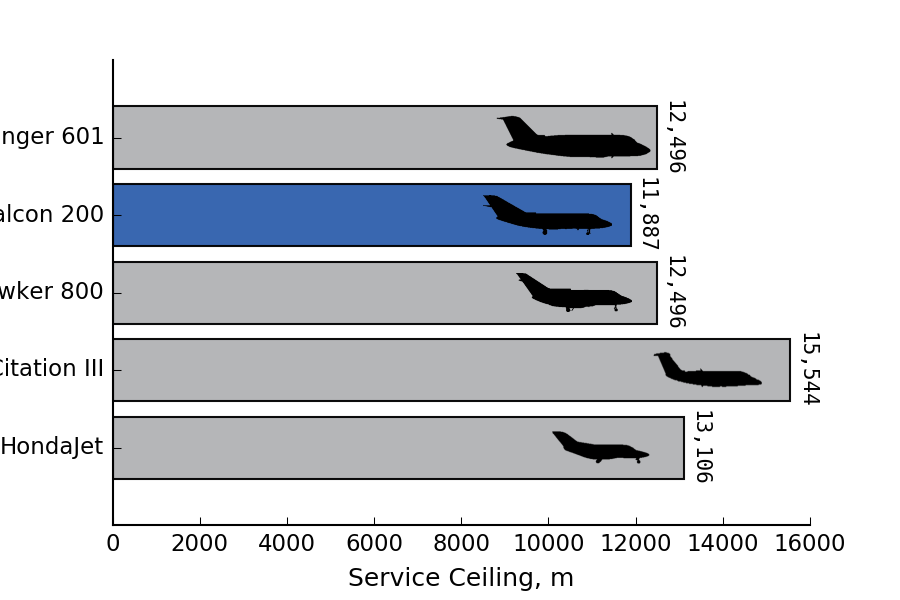 nger 601
12,496
alcon 200
11,887
wker 800
12,496
Citation III
15,544
HondaJet
13,106
0 2000 4000 6000 8000 10000 12000 14000 16000
Service Ceiling, m